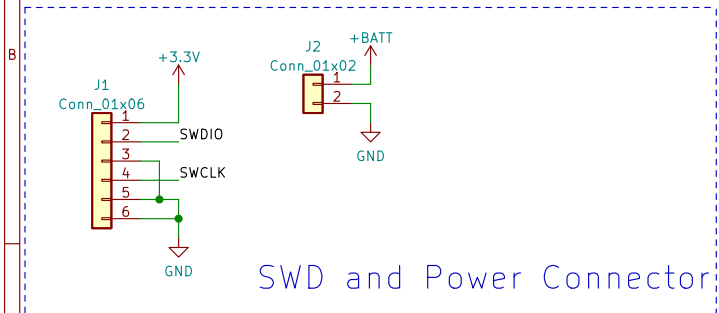 B
J1
Conn_01x06
+3.3V
1
2
SWDIO
3
4
SWCLK
5
6
GND
J2
Conn_01x02
+BATT
1
2
GND
SWD and Power Connector